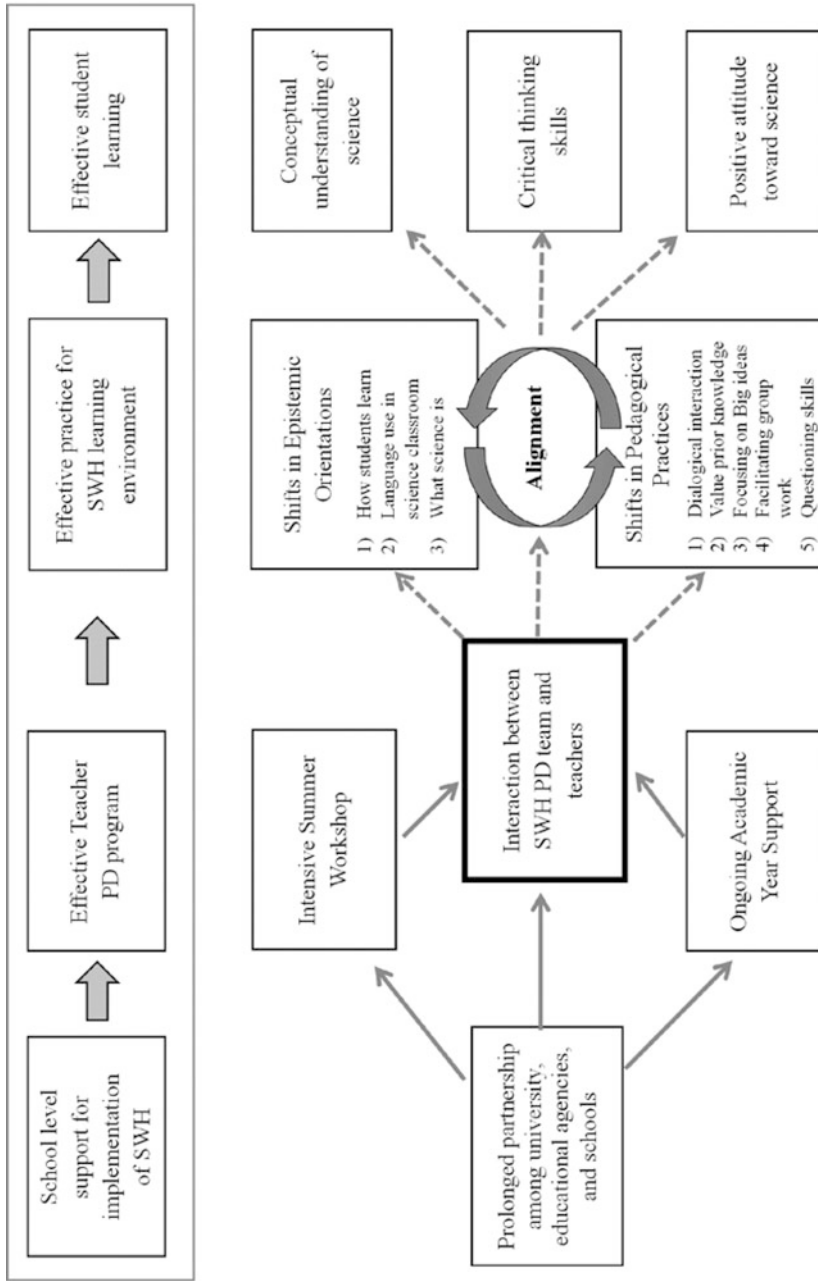 School level
support for
implementation
of SWH
Effective Teacher
PD program
Effective practice for
SWH learning
environment
Effective student
learning
Prolonged partnership
among university,
educational agencies,
and schools
Intensive Summer
Workshop
Interaction between
SWH PD team and
teachers
Ongoing Academic
Year Support
Shifts in Epistemic
Orientations
1) How students learn
2) Language use in
science classroom
3) What science is
Alignment
Shifts in Pedagogical
Practices
1) Dialogical interaction
2) Value prior knowledge
3) Focusing on Big ideas
4) Facilitating group
work
5) Questioning skills
Conceptual
understanding of
science
Critical thinking
skills
Positive attitude
toward science